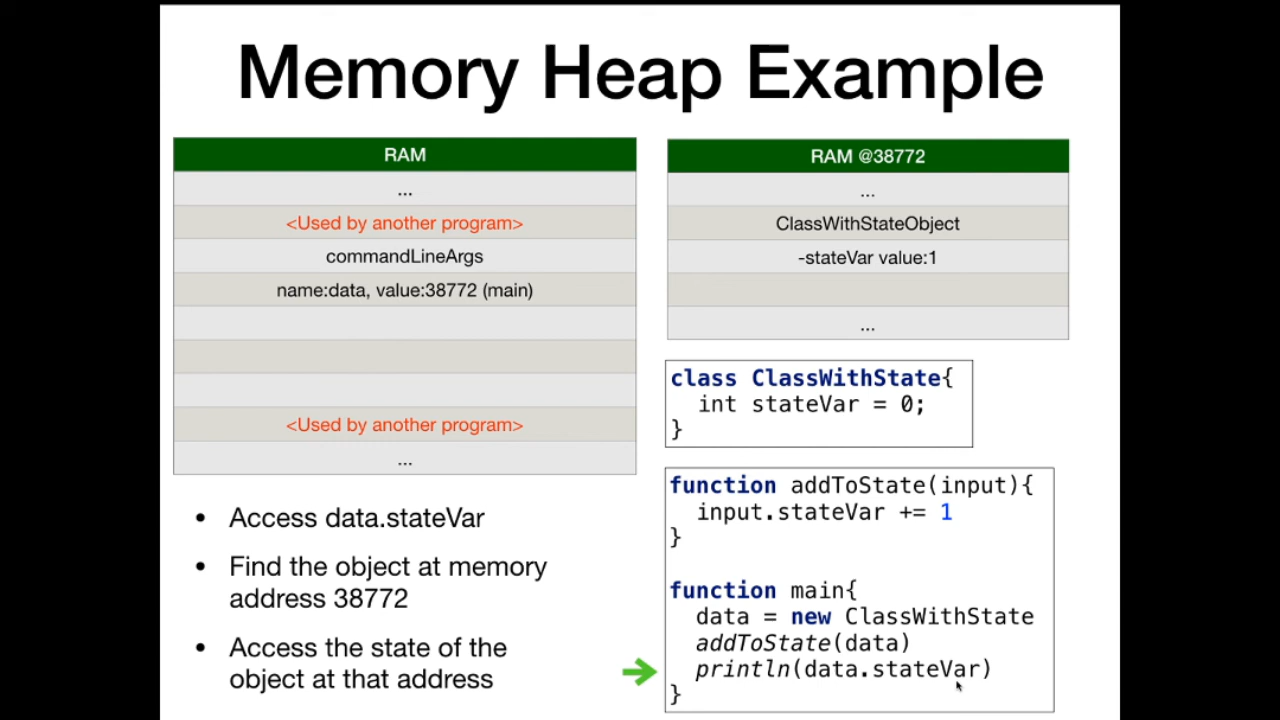 Memory Heap Example
RAM
...
<Used by another program>
commandLineArgs
name:data, value:38772 (main)
<Used by another program>
...
RAM @38772
...
ClassWithStateObject
-stateVar value:1
...
class ClassWithState{
  int stateVar = 0;
}
• Access data.stateVar
• Find the object at memory
address 38772
• Access the state of the
object at that address
function addToState(input){
  input.stateVar += 1
}
function main{
  data = new ClassWithState
  addToState(data)
  println(data.stateVar)
}